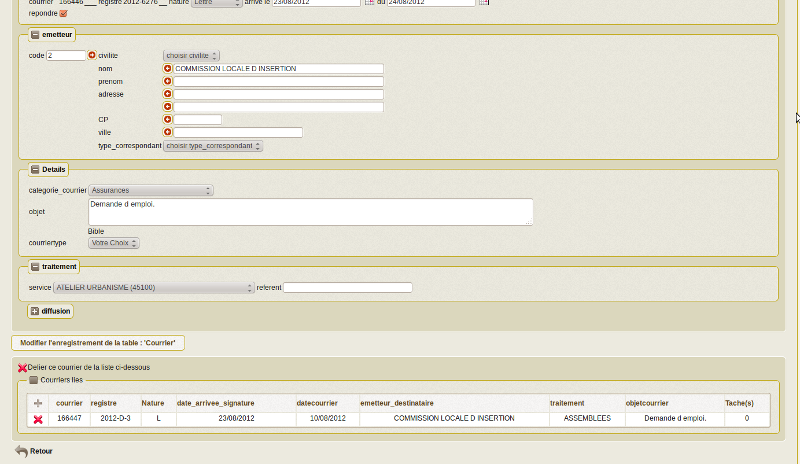 courrier 166446 ___ registre 2012-6276 __ nature Lettre arrive le 23/08/2012 du 24/08/2012
repondre
emetteur
code 2 civilite choisir civilite
nom COMMISSION LOCALE D INSERTION
prenom
adresse
CP
ville
type_correspondant choisir type_correspondant
Details
categorie_courrier Assurances
objet Demande d emploi.
Bible
courriertype Votre Choix
traitement
service ATELIER URBANISME (45100) referent
diffusion
Modifier l'enregistrement de la table : 'Courrier'
Delier ce courrier de la liste ci-dessous
Courriers lies
courrier registre Nature date_arrivee_signature datecourrier emetteur_destinataire traitement objetcourrier Tache(s)
166447 2012-D-3 L 23/08/2012 10/08/2012 COMMISSION LOCALE D INSERTION ASSEMBLEES Demande d emploi. 0
Retour